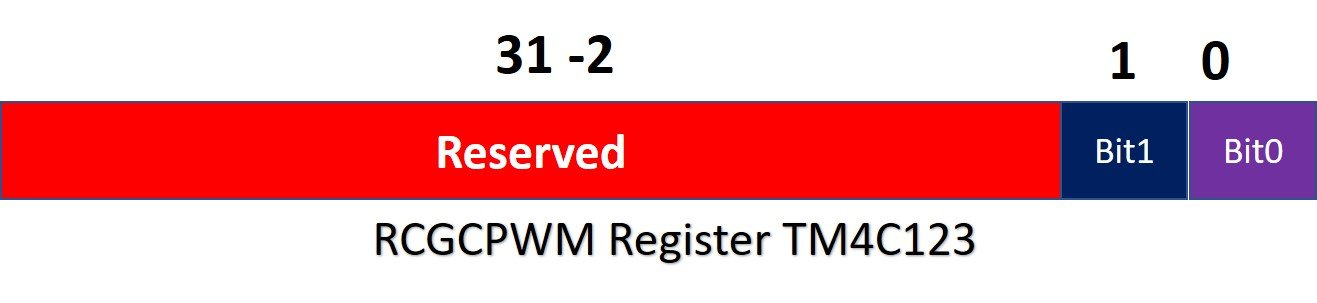 31 -2 1 0
Reserved Bit1 Bit0
RCGCPWM Register TM4C123